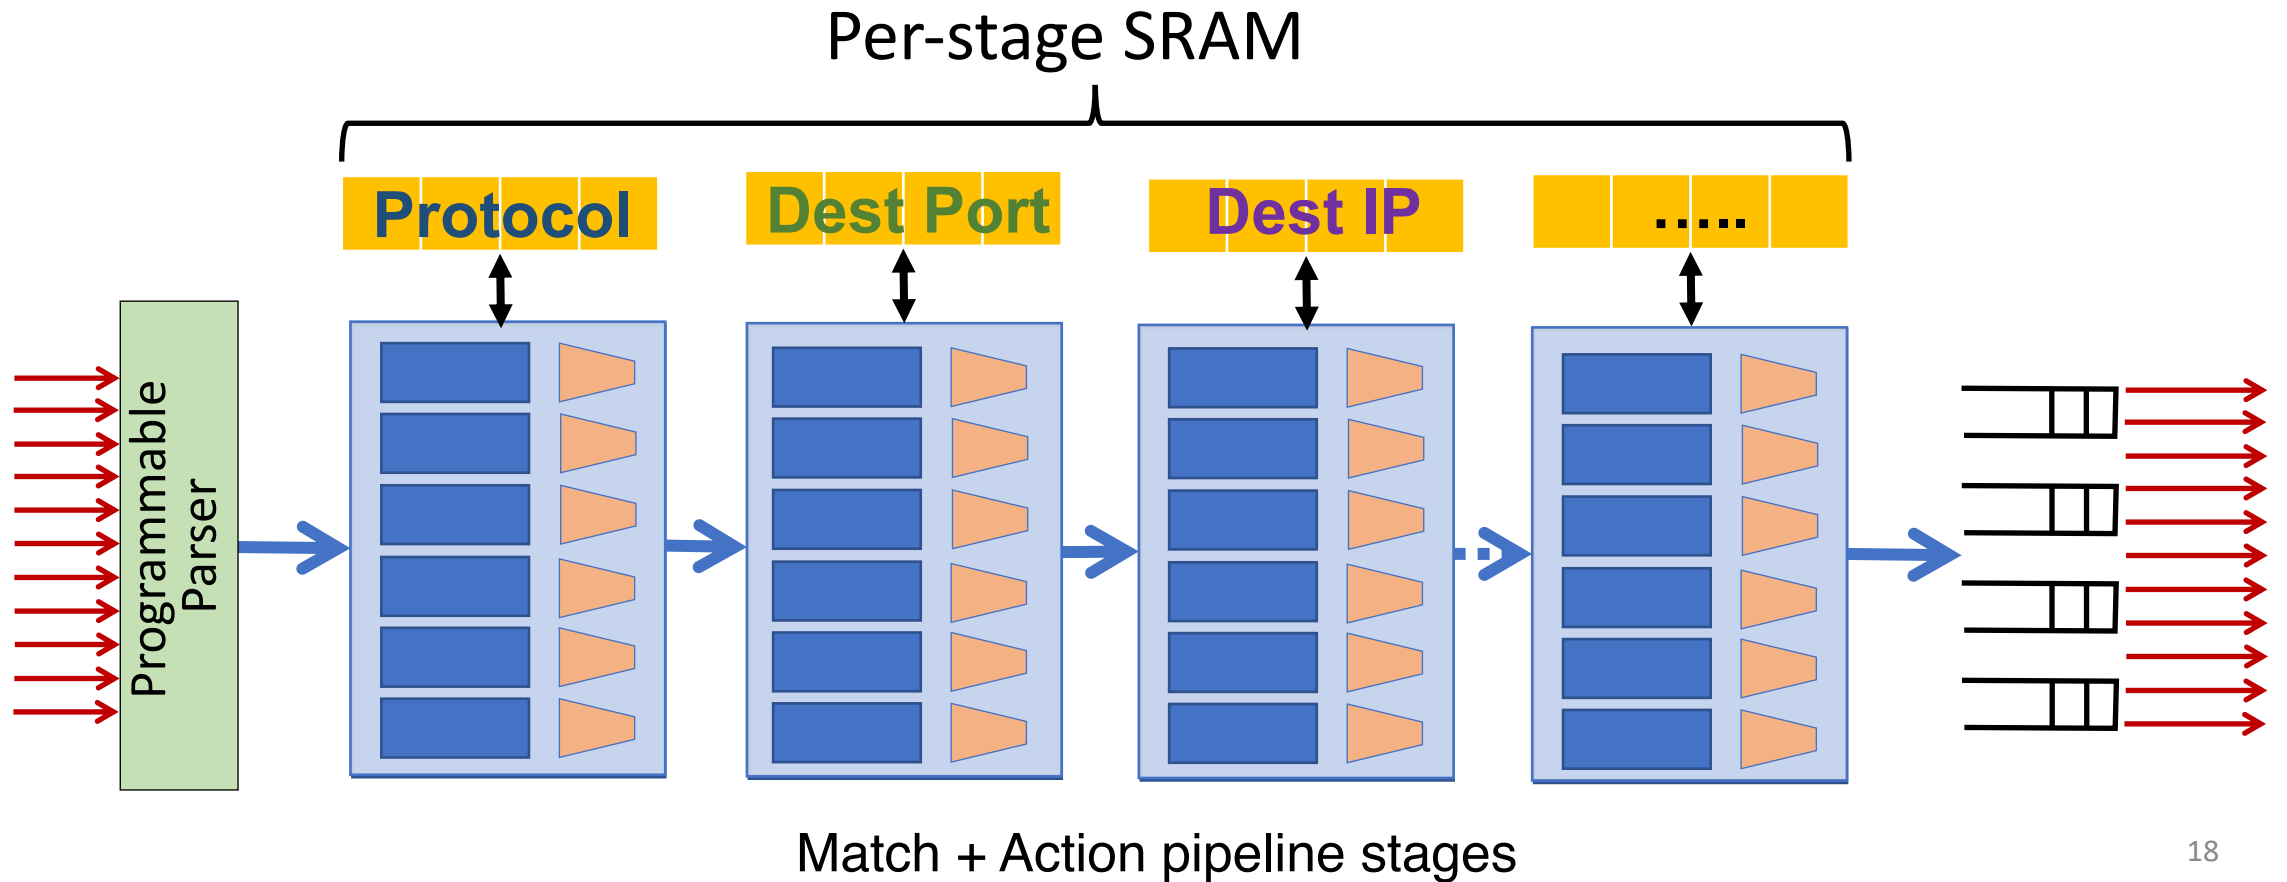 Per-stage SRAM
Protocol
Dest Port
Dest IP
.....
Programmable
Parser
Match + Action pipeline stages
18